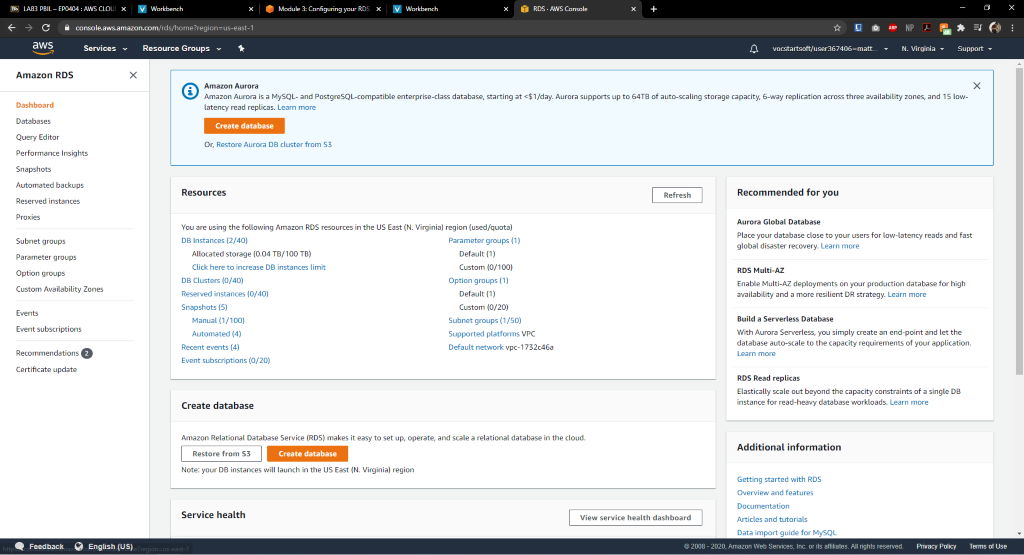 LAB3 PBIL – EP0404 : AWS CLOU
Workbench
Module 3: Configuring your RDS
Workbench
RDS · AWS Console
console.aws.amazon.com/rds/home?region=us-east-1
aws
Services
Resource Groups
vocstartsoft/user367406=matt...
N. Virginia
Support
Amazon RDS
Dashboard
Databases
Query Editor
Performance Insights
Snapshots
Automated backups
Reserved instances
Proxies
Subnet groups
Parameter groups
Option groups
Custom Availability Zones
Events
Event subscriptions
Recommendations 2
Certificate update
Amazon Aurora
Amazon Aurora is a MySQL- and PostgreSQL-compatible enterprise-class database, starting at <$1/day. Aurora supports up to 64TB of auto-scaling storage capacity, 6-way replication across three availability zones, and 15 low-
latency read replicas. Learn more
Create database
Or, Restore Aurora DB cluster from S3
Resources
Refresh
You are using the following Amazon RDS resources in the US East (N. Virginia) region (used/quota)
DB Instances (2/40)
Allocated storage (0.04 TB/100 TB)
Click here to increase DB instances limit
DB Clusters (0/40)
Reserved instances (0/40)
Snapshots (5)
Manual (1/100)
Automated (4)
Recent events (4)
Event subscriptions (0/20)
Parameter groups (1)
Default (1)
Custom (0/100)
Option groups (1)
Default (1)
Custom (0/20)
Subnet groups (1/50)
Supported platforms VPC
Default network vpc-1732c46a
Create database
Amazon Relational Database Service (RDS) makes it easy to set up, operate, and scale a relational database in the cloud.
Restore from S3
Create database
Note: your DB instances will launch in the US East (N. Virginia) region
Service health
View service health dashboard
Recommended for you
Aurora Global Database
Place your database close to your users for low-latency reads and fast
global disaster recovery. Learn more
RDS Multi-AZ
Enable Multi-AZ deployments on your production database for high
availability and a more resilient DR strategy. Learn more
Build a Serverless Database
With Aurora Serverless, you simply create an end-point and let the
database auto-scale to the capacity requirements of your application.
Learn more
RDS Read replicas
Elastically scale out beyond the capacity constraints of a single DB
instance for read-heavy database workloads. Learn more
Additional information
Getting started with RDS
Overview and features
Documentation
Articles and tutorials
Data import guide for MySQL
Feedback
English (US)
© 2008 - 2020, Amazon Web Services, Inc. or its affiliates. All rights reserved.
Privacy Policy
Terms of Use